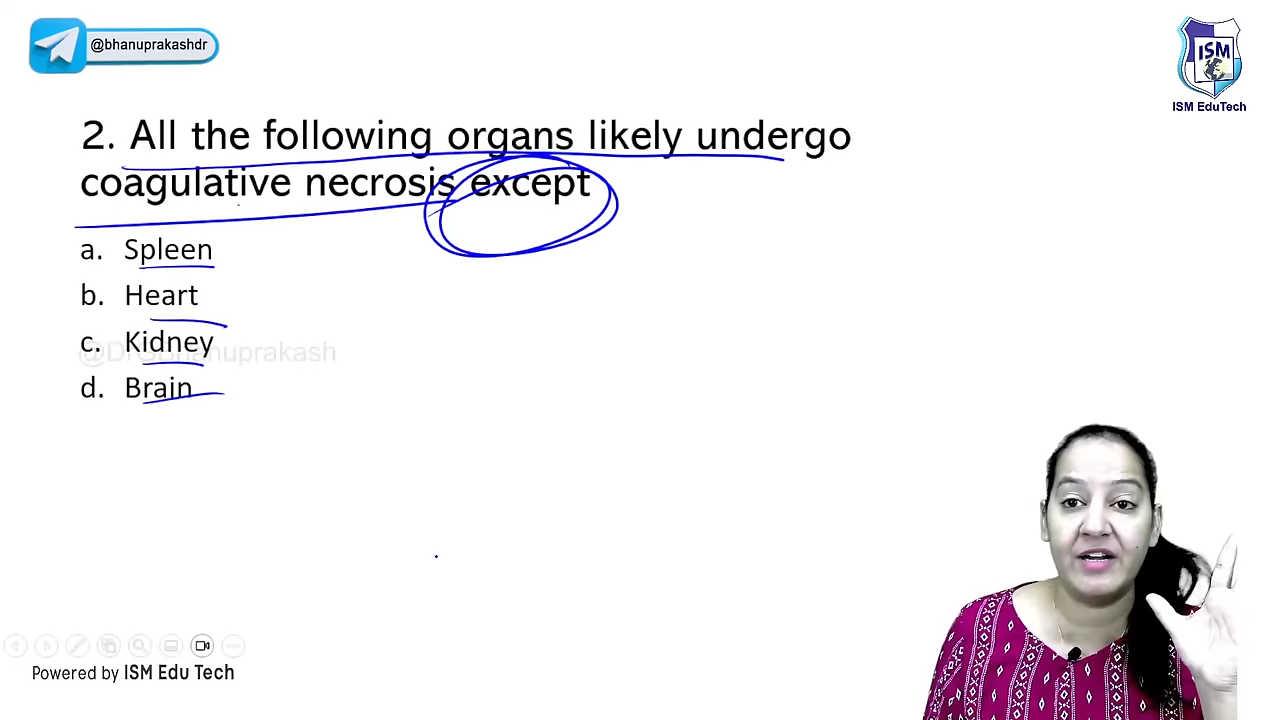 @bhanuprakashdr
ISM
ISM EduTech
2. All the following organs likely undergo
coagulative necrosis except
a. Spleen
b. Heart
c. Kidney
d. Brain
Powered by ISM Edu Tech